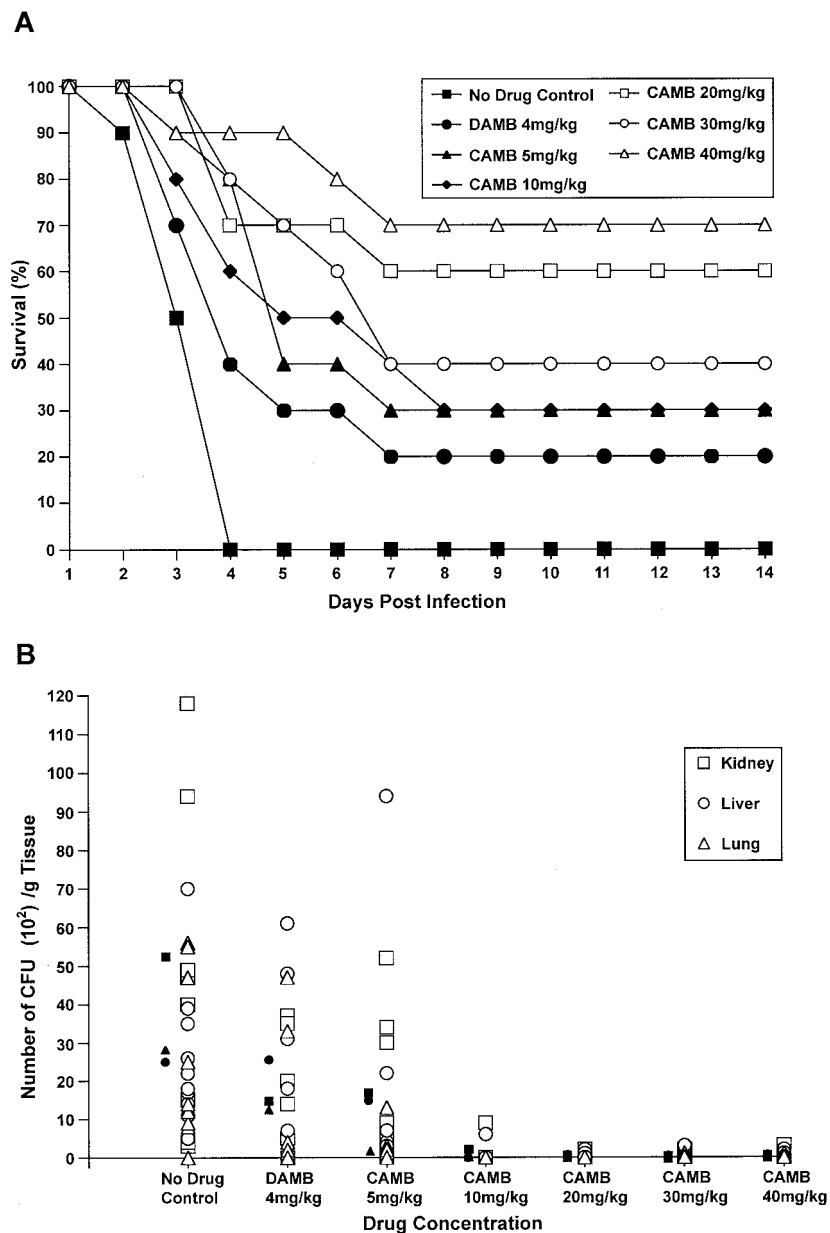 A
No Drug Control
DAMB 4mg/kg
CAMB 5mg/kg
CAMB 10mg/kg
CAMB 20mg/kg
CAMB 30mg/kg
CAMB 40mg/kg
Survival (%)
100
90
80
70
60
50
40
30
20
10
0
1 2 3 4 5 6 7 8 9 10 11 12 13 14
Days Post Infection
B
Number of CFU (10²) /g Tissue
120
110
100
90
80
70
60
50
40
30
20
10
0
Kidney
Liver
Lung
No Drug Control
DAMB 4mg/kg
CAMB 5mg/kg
CAMB 10mg/kg
CAMB 20mg/kg
CAMB 30mg/kg
CAMB 40mg/kg
Drug Concentration